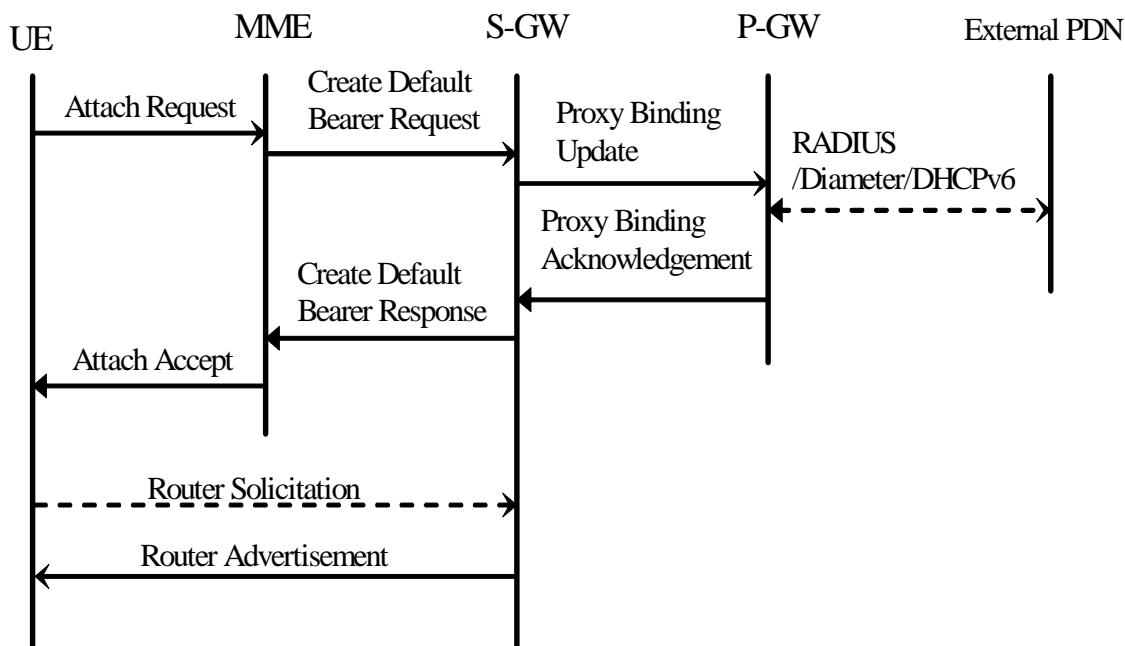 UE
MME
S-GW
P-GW
External PDN
Attach Request
Create Default
Bearer Request
Proxy Binding
Update
RADIUS
/Diameter/DHCPv6
Proxy Binding
Acknowledgement
Create Default
Bearer Response
Attach Accept
Router Solicitation
Router Advertisement